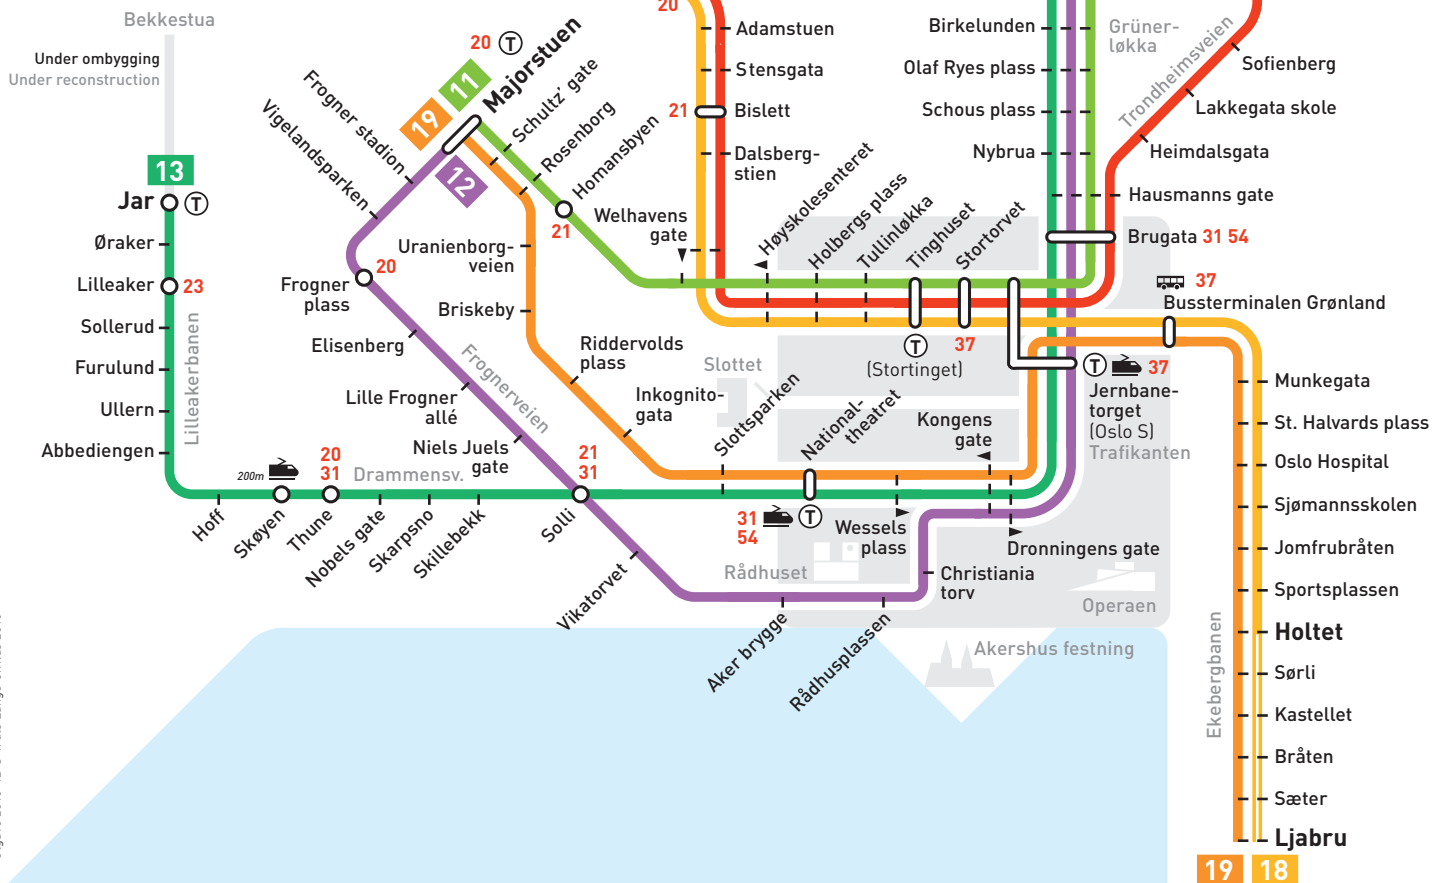 Bekkestua
Under ombygging
Under reconstruction
13
Jar
T
Øraker
Lilleaker
23
Sollerud
Furulund
Ullern
Abbediengen
Lilleakerbanen
200m
Hoff
Skøyen
20
31
Thune
Drammensv.
Nobels gate
Skarpsno
Skillebekk
21
31
Solli
20
T
Majorstuen
11
19
12
Frogner stadion
Vigelandsparken
20
Frogner
plass
Elisenberg
Lille Frogner
allé
Niels Juels
gate
Frognerveien
Vikatorvet
Aker brygge
Rådhusplassen
Christiania
torv
Schultz' gate
Rosenborg
Homansbyen
21
Uranienborg-
veien
Briskeby
Riddervolds
plass
Inkognito-
gata
Slottsparken
Slottet
National-
theatret
31
54
T
Wessels
plass
Kongens
gate
Dronningens gate
Rådhuset
Operaen
Akershus festning
20
Adamstuen
Stensgata
21
Bislett
Dalsberg-
stien
Welhavens
gate
Høyskolesenteret
Holbergs plass
Tullinløkka
Tinghuset
Stortorvet
T
(Stortinget)
37
Birkelunden
Grüner-
løkka
Olaf Ryes plass
Schous plass
Nybrua
Trondheimsveien
Sofienberg
Lakkegata skole
Heimdalsgata
Hausmanns gate
Brugata 31 54
37
Bussterminalen Grønland
T
37
Jernbane-
torget
(Oslo S)
Trafikanten
Munkegata
St. Halvards plass
Oslo Hospital
Sjømannsskolen
Jomfrubråten
Sportsplassen
Holtet
Sørli
Kastellet
Bråten
Sæter
Ljabru
Ekebergbanen
19
18